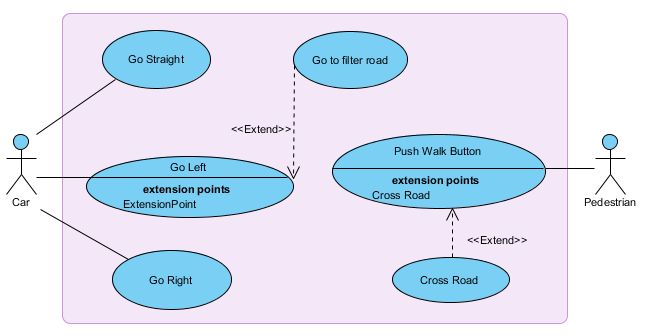 Go Straight
Go to filter road
<<Extend>>
Go Left
extension points
ExtensionPoint
Push Walk Button
extension points
Cross Road
Car
Pedestrian
<<Extend>>
Go Right
Cross Road